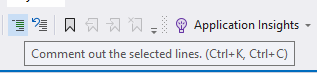 Application Insights
Comment out the selected lines. (Ctrl+K, Ctrl+C)